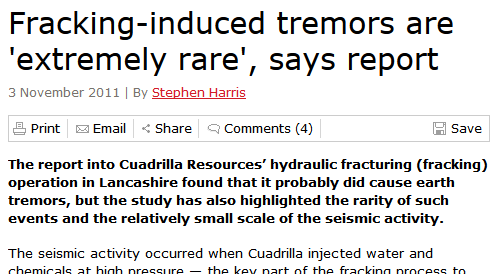 Fracking-induced tremors are
'extremely rare', says report
3 November 2011 | By Stephen Harris
Print Email Share Comments (4) Save
The report into Cuadrilla Resources’ hydraulic fracturing (fracking)
operation in Lancashire found that it probably did cause earth
tremors, but the study has also highlighted the rarity of such
events and the relatively small scale of the seismic activity.
The seismic activity occurred when Cuadrilla injected water and
chemicals at high pressure — the key part of the fracking process to